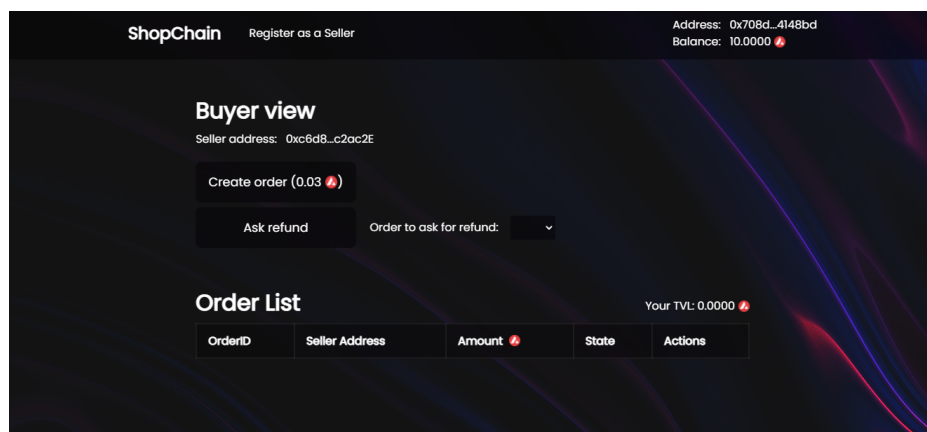 ShopChain Register as a Seller Address: 0x708d...4148bd
Balance: 10.0000
Buyer view
Seller address: 0xc6d8...c2ac2E
Create order (0.03 )
Ask refund Order to ask for refund:
Order List Your TVL: 0.0000
OrderID Seller Address Amount State Actions